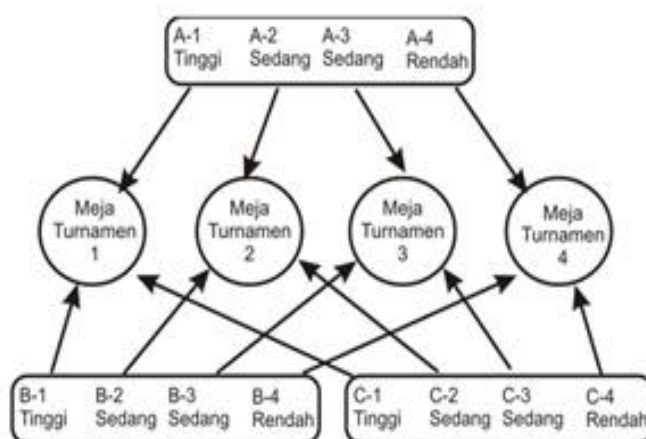 A-1 A-2 A-3 A-4
Tinggi Sedang Sedang Rendah
Meja
Turnamen
1
Meja
Turnamen
2
Meja
Turnamen
3
Meja
Turnamen
4
B-1 B-2 B-3 B-4
Tinggi Sedang Sedang Rendah
C-1 C-2 C-3 C-4
Tinggi Sedang Sedang Rendah